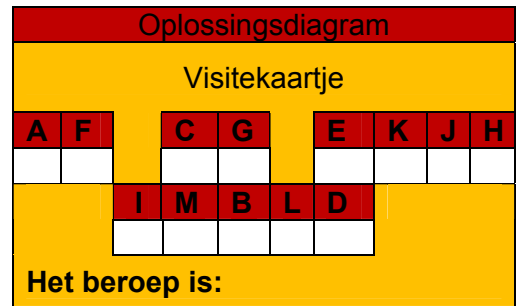 Oplossingsdiagram
Visitekaartje
A F C G E K J H
I M B L D
Het beroep is: